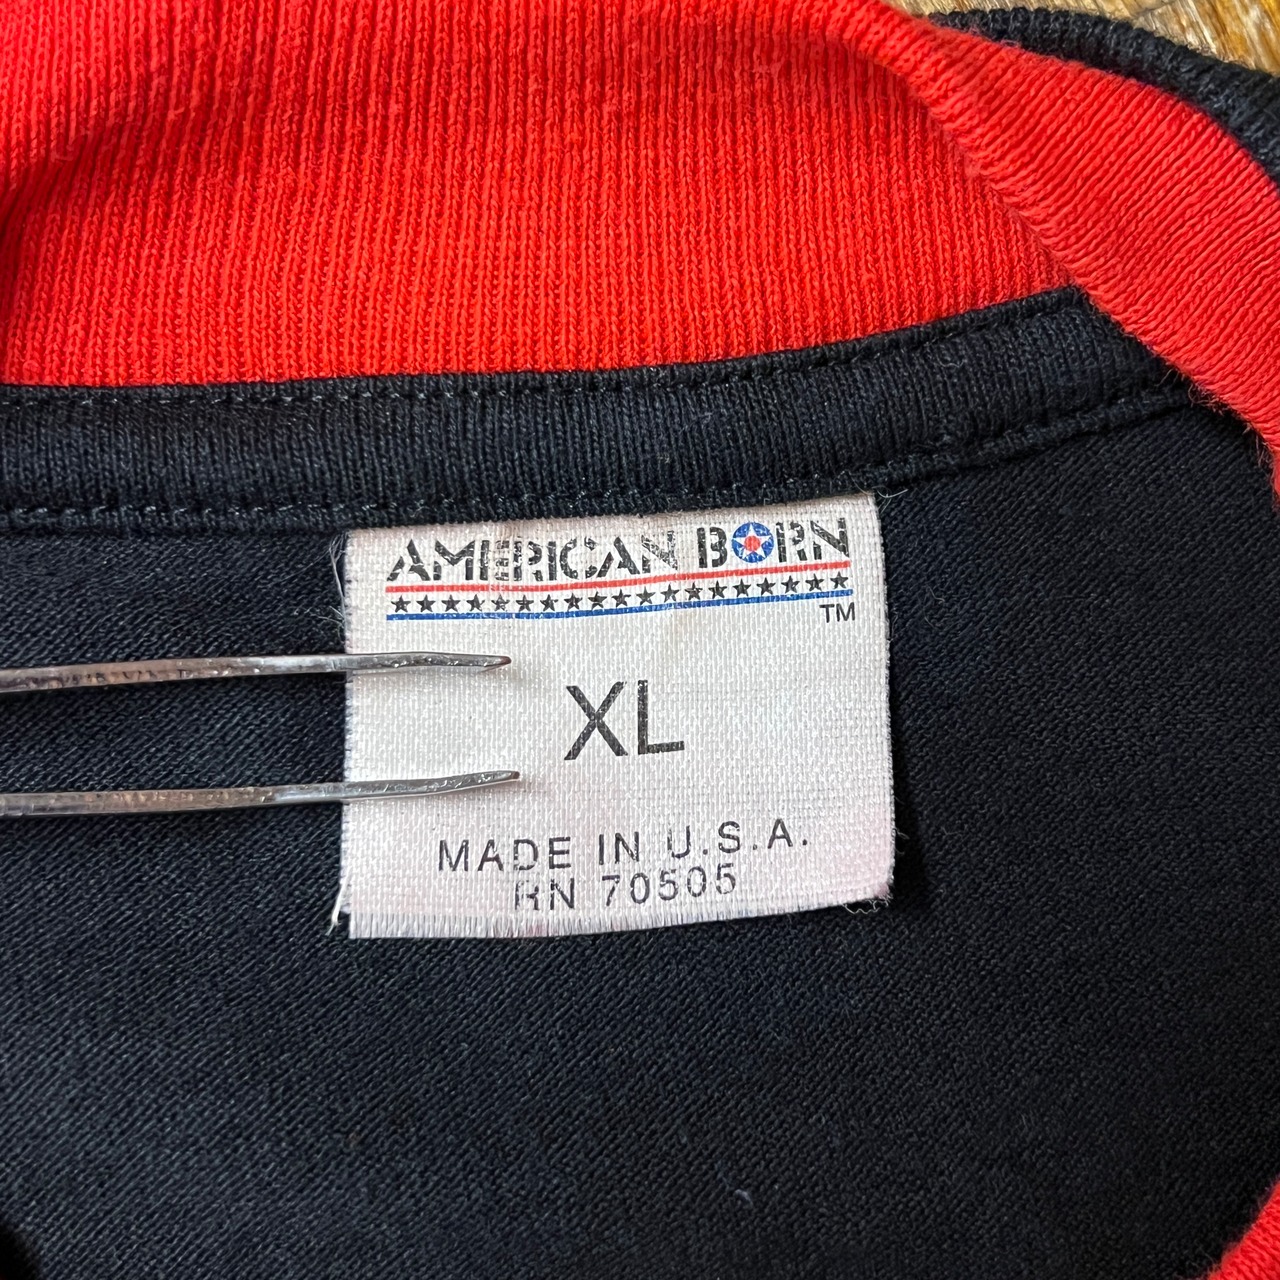 AMERICAN BORN
TM
XL
MADE IN U.S.A.
RN 70505